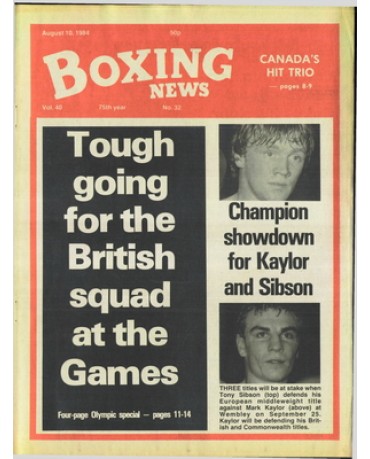 August 10, 1984
50p
BOXING
NEWS
CANADA'S
HIT TRIO
— pages 8-9
Vol. 40
75th year
No. 32
Tough
going
for the
British
squad
at the
Games
Four-page Olympic special — pages 11-14
Champion
showdown
for Kaylor
and Sibson
THREE titles will be at stake when
Tony Sibson (top) defends his
European middleweight title
against Mark Kaylor (above) at
Wembley on September 25.
Kaylor will be defending his Brit-
ish and Commonwealth titles.